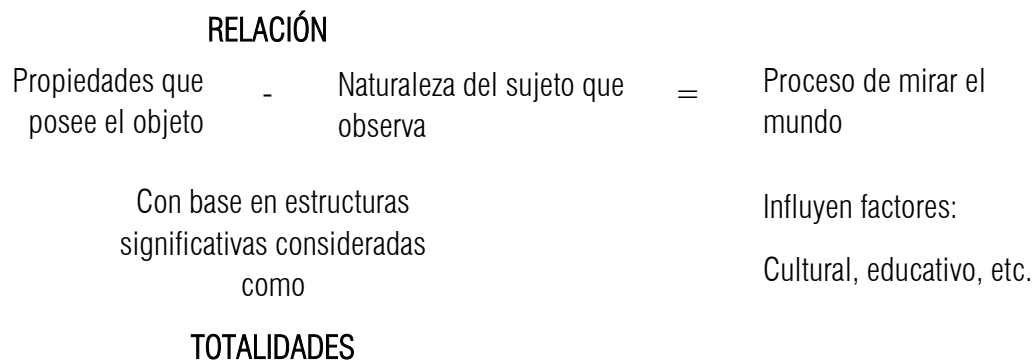 RELACIÓN
Propiedades que
posee el objeto
-
Naturaleza del sujeto que
observa
=
Proceso de mirar el
mundo
Con base en estructuras
significativas consideradas
como
TOTALIDADES
Influyen factores:
Cultural, educativo, etc.